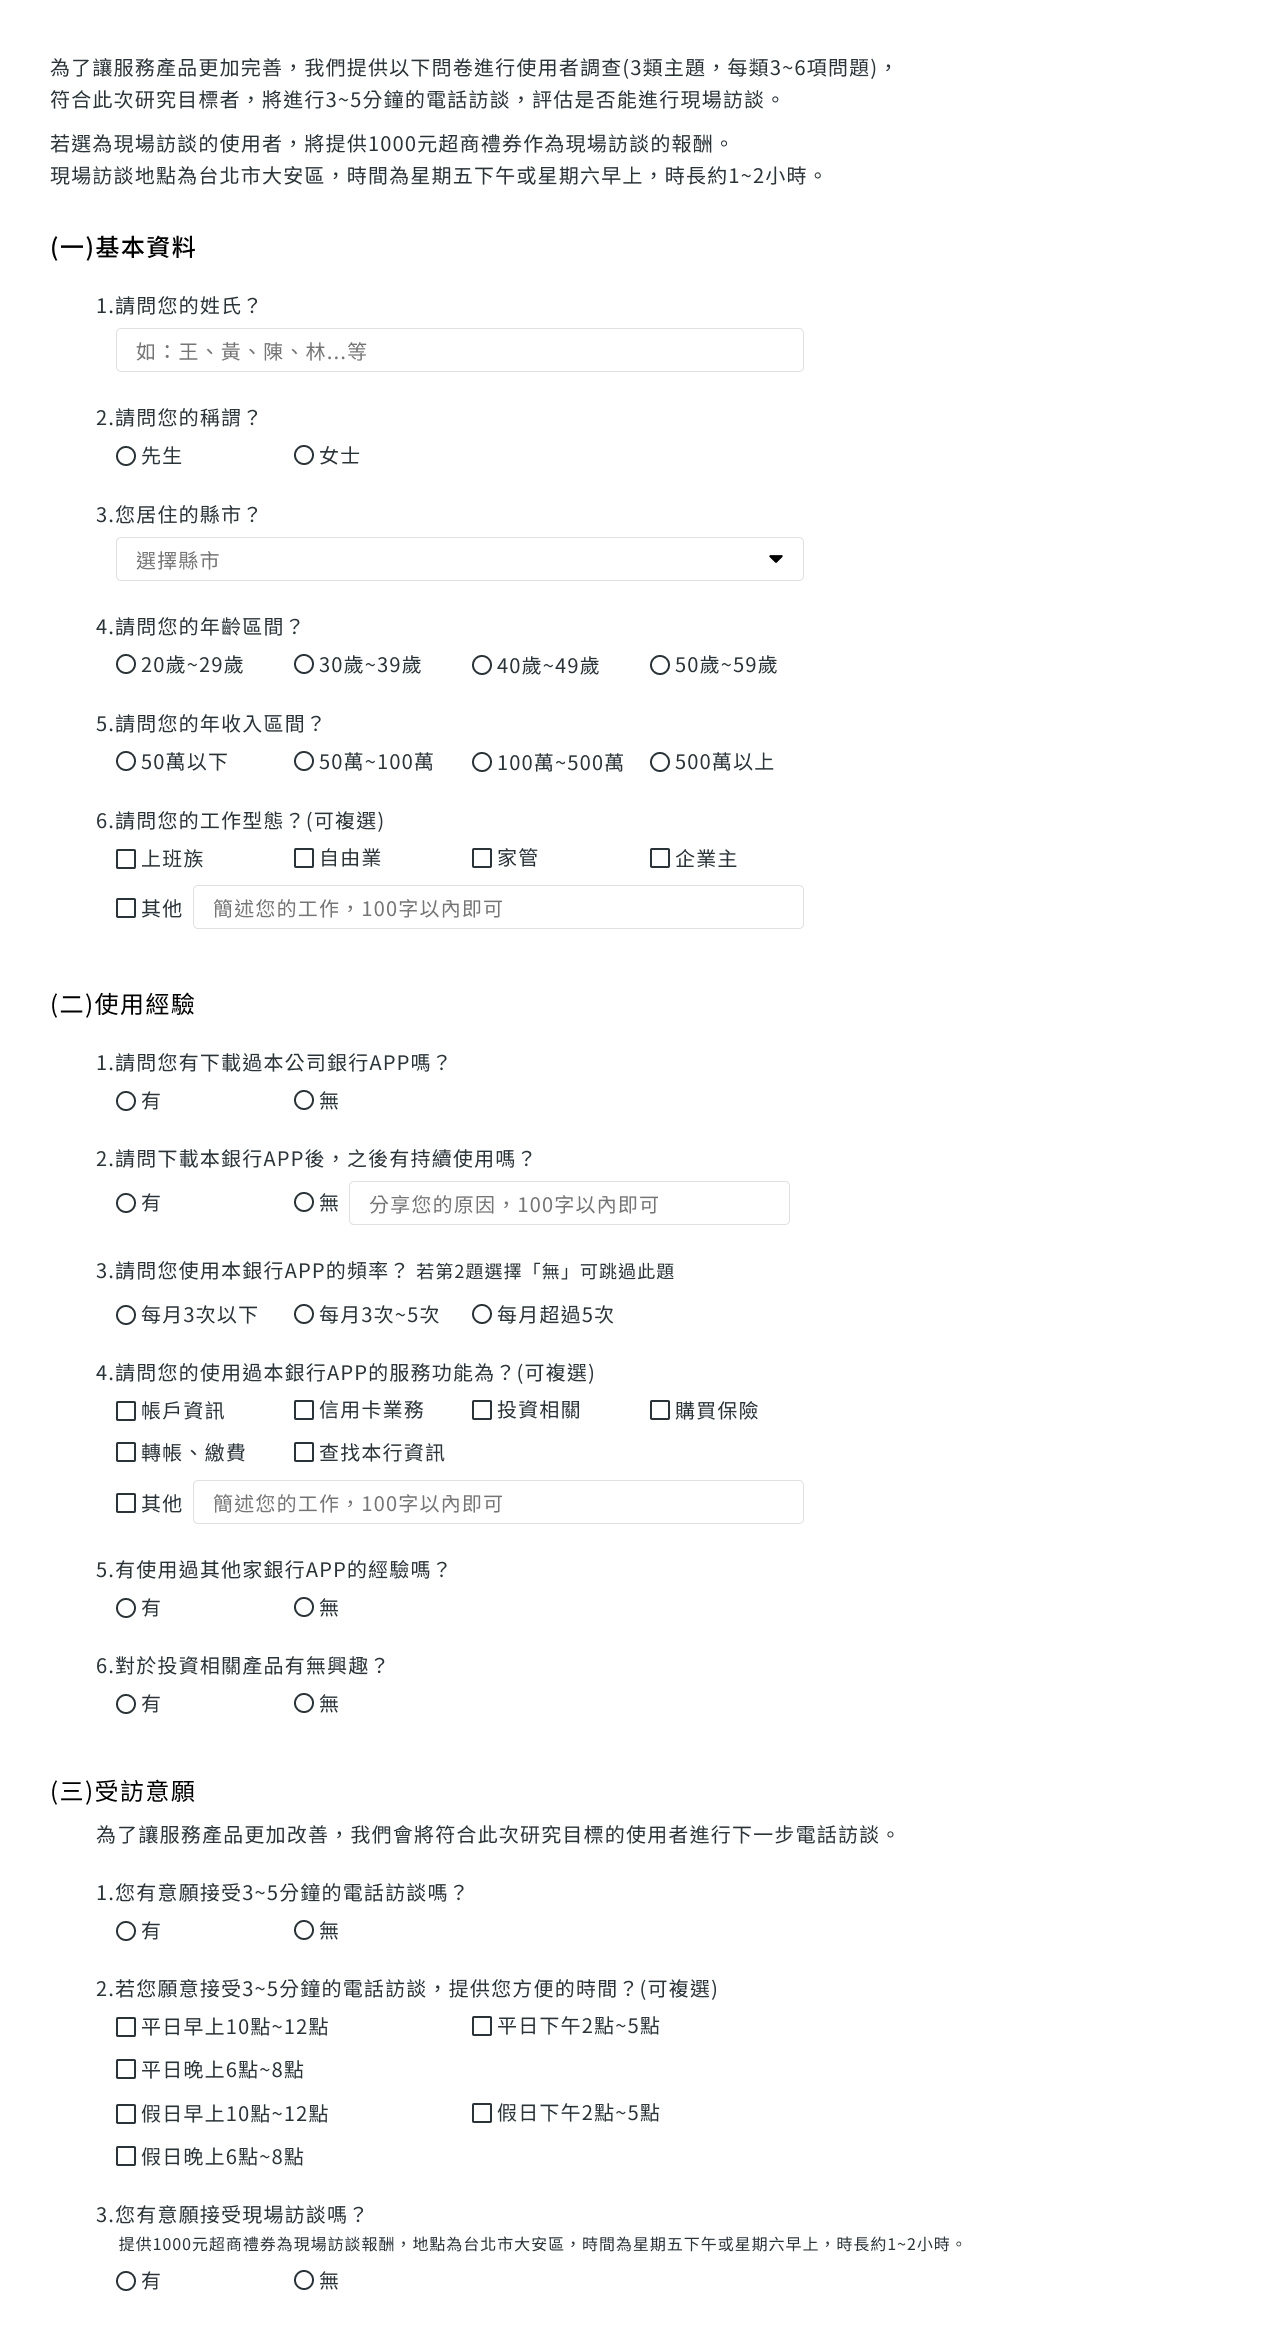 為了讓服務產品更加完善，我們提供以下問卷進行使用者調查(3類主題，每類3~6項問題)，
符合此次研究目標者，將進行3~5分鐘的電話訪談，評估是否能進行現場訪談。
若選為現場訪談的使用者，將提供1000元超商禮券作為現場訪談的報酬。
現場訪談地點為台北市大安區，時間為星期五下午或星期六早上，時長約1~2小時。
(一)基本資料
1.請問您的姓氏？
如：王、黃、陳、林...等
2.請問您的稱謂？
先生 女士
3.您居住的縣市？
選擇縣市
4.請問您的年齡區間？
20歲~29歲 30歲~39歲 40歲~49歲 50歲~59歲
5.請問您的年收入區間？
50萬以下 50萬~100萬 100萬~500萬 500萬以上
6.請問您的工作型態？(可複選)
上班族 自由業 家管 企業主
其他 簡述您的工作，100字以內即可
(二)使用經驗
1.請問您有下載過本公司銀行APP嗎？
有 無
2.請問下載本銀行APP後，之後有持續使用嗎？
有 無 分享您的原因，100字以內即可
3.請問您使用本銀行APP的頻率？ 若第2題選擇「無」可跳過此題
每月3次以下 每月3次~5次 每月超過5次
4.請問您的使用過本銀行APP的服務功能為？(可複選)
帳戶資訊 信用卡業務 投資相關 購買保險
轉帳、繳費 查找本行資訊
其他 簡述您的工作，100字以內即可
5.有使用過其他家銀行APP的經驗嗎？
有 無
6.對於投資相關產品有無興趣？
有 無
(三)受訪意願
為了讓服務產品更加改善，我們會將符合此次研究目標的使用者進行下一步電話訪談。
1.您有意願接受3~5分鐘的電話訪談嗎？
有 無
2.若您願意接受3~5分鐘的電話訪談，提供您方便的時間？(可複選)
平日早上10點~12點 平日下午2點~5點
平日晚上6點~8點
假日早上10點~12點 假日下午2點~5點
假日晚上6點~8點
3.您有意願接受現場訪談嗎？
提供1000元超商禮券為現場訪談報酬，地點為台北市大安區，時間為星期五下午或星期六早上，時長約1~2小時。
有 無